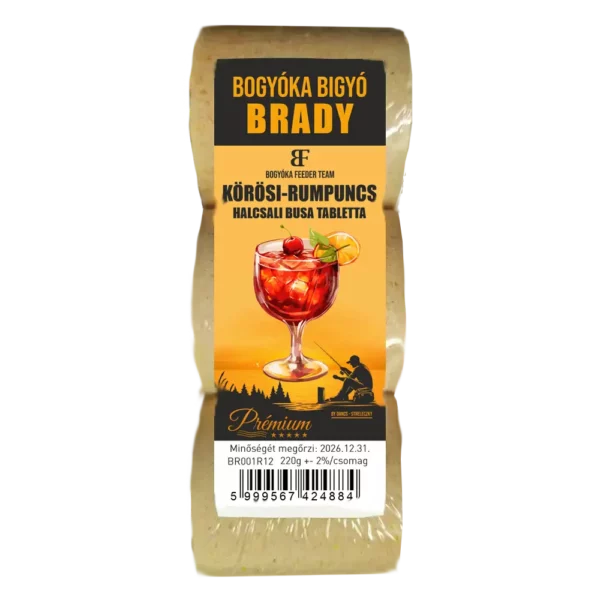 BOGYÓKA BIGYÓ
BRADY
BF
BOGYÓKA FEEDER TEAM
KÖRÖSI-RUMPUNCS
HALCSALI BUSA TABLETTA
Prémium
Minőségét megőrzi: 2026.12.31.
BR001R12 220g +- 2%/csomag
5 999567 424884